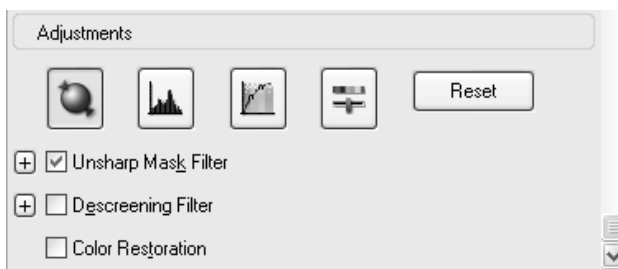 Adjustments
Reset
Unsharp Mask Filter
Descreening Filter
Color Restoration